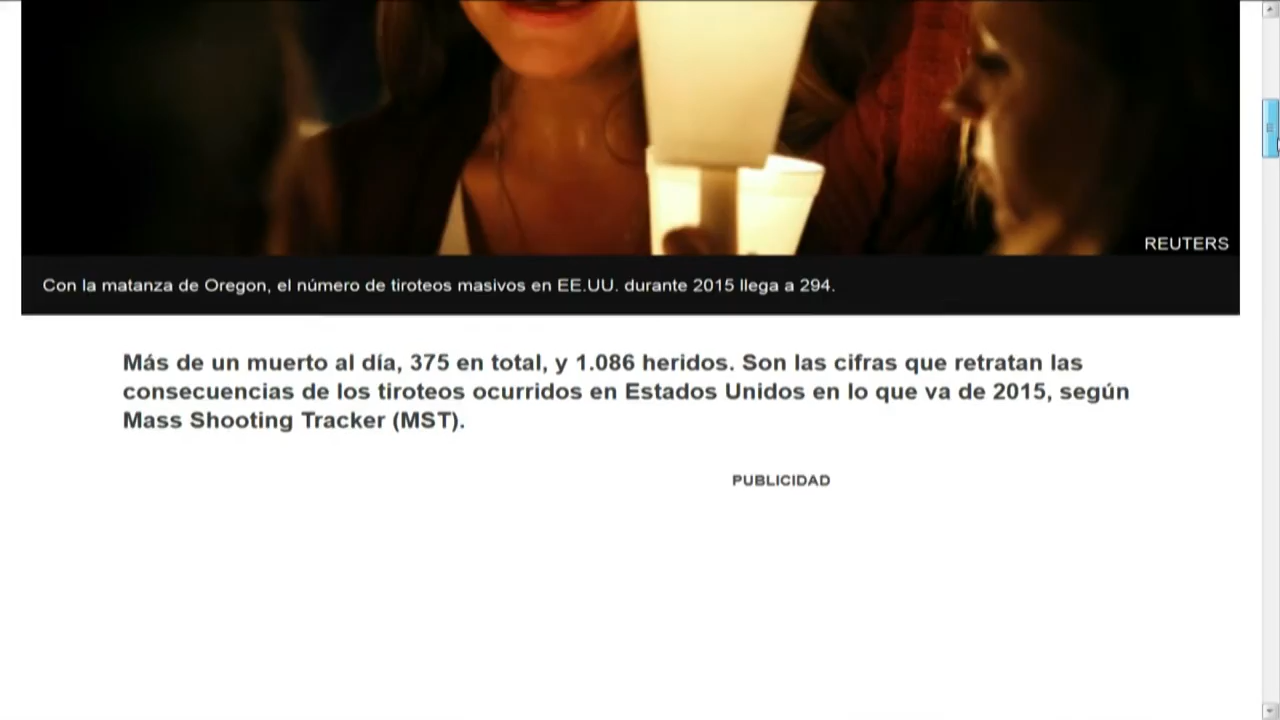 REUTERS
Con la matanza de Oregon, el número de tiroteos masivos en EE.UU. durante 2015 llega a 294.
Más de un muerto al día, 375 en total, y 1.086 heridos. Son las cifras que retratan las
consecuencias de los tiroteos ocurridos en Estados Unidos en lo que va de 2015, según
Mass Shooting Tracker (MST).
PUBLICIDAD